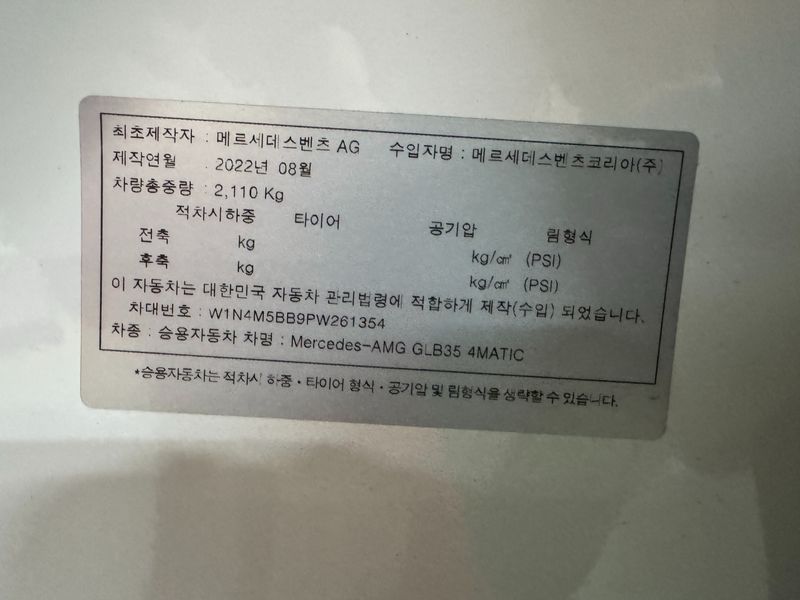 최초제작자 : 메르세데스벤츠 AG 수입자명 : 메르세데스벤츠코리아(주)
제작연월 : 2022년 08월
차량총중량 : 2,110 Kg
적차시하중 타이어 공기압 림형식
전축 kg kg/㎠ (PSI)
후축 kg kg/㎠ (PSI)
이 자동차는 대한민국 자동차 관리법령에 적합하게 제작(수입) 되었습니다.
차대번호 : W1N4M5BB9PW261354
차종 : 승용자동차 차명 : Mercedes-AMG GLB35 4MATIC
*승용자동차는 적차시 하중·타이어 형식·공기압 및 림형식을 생략할 수 있습니다.